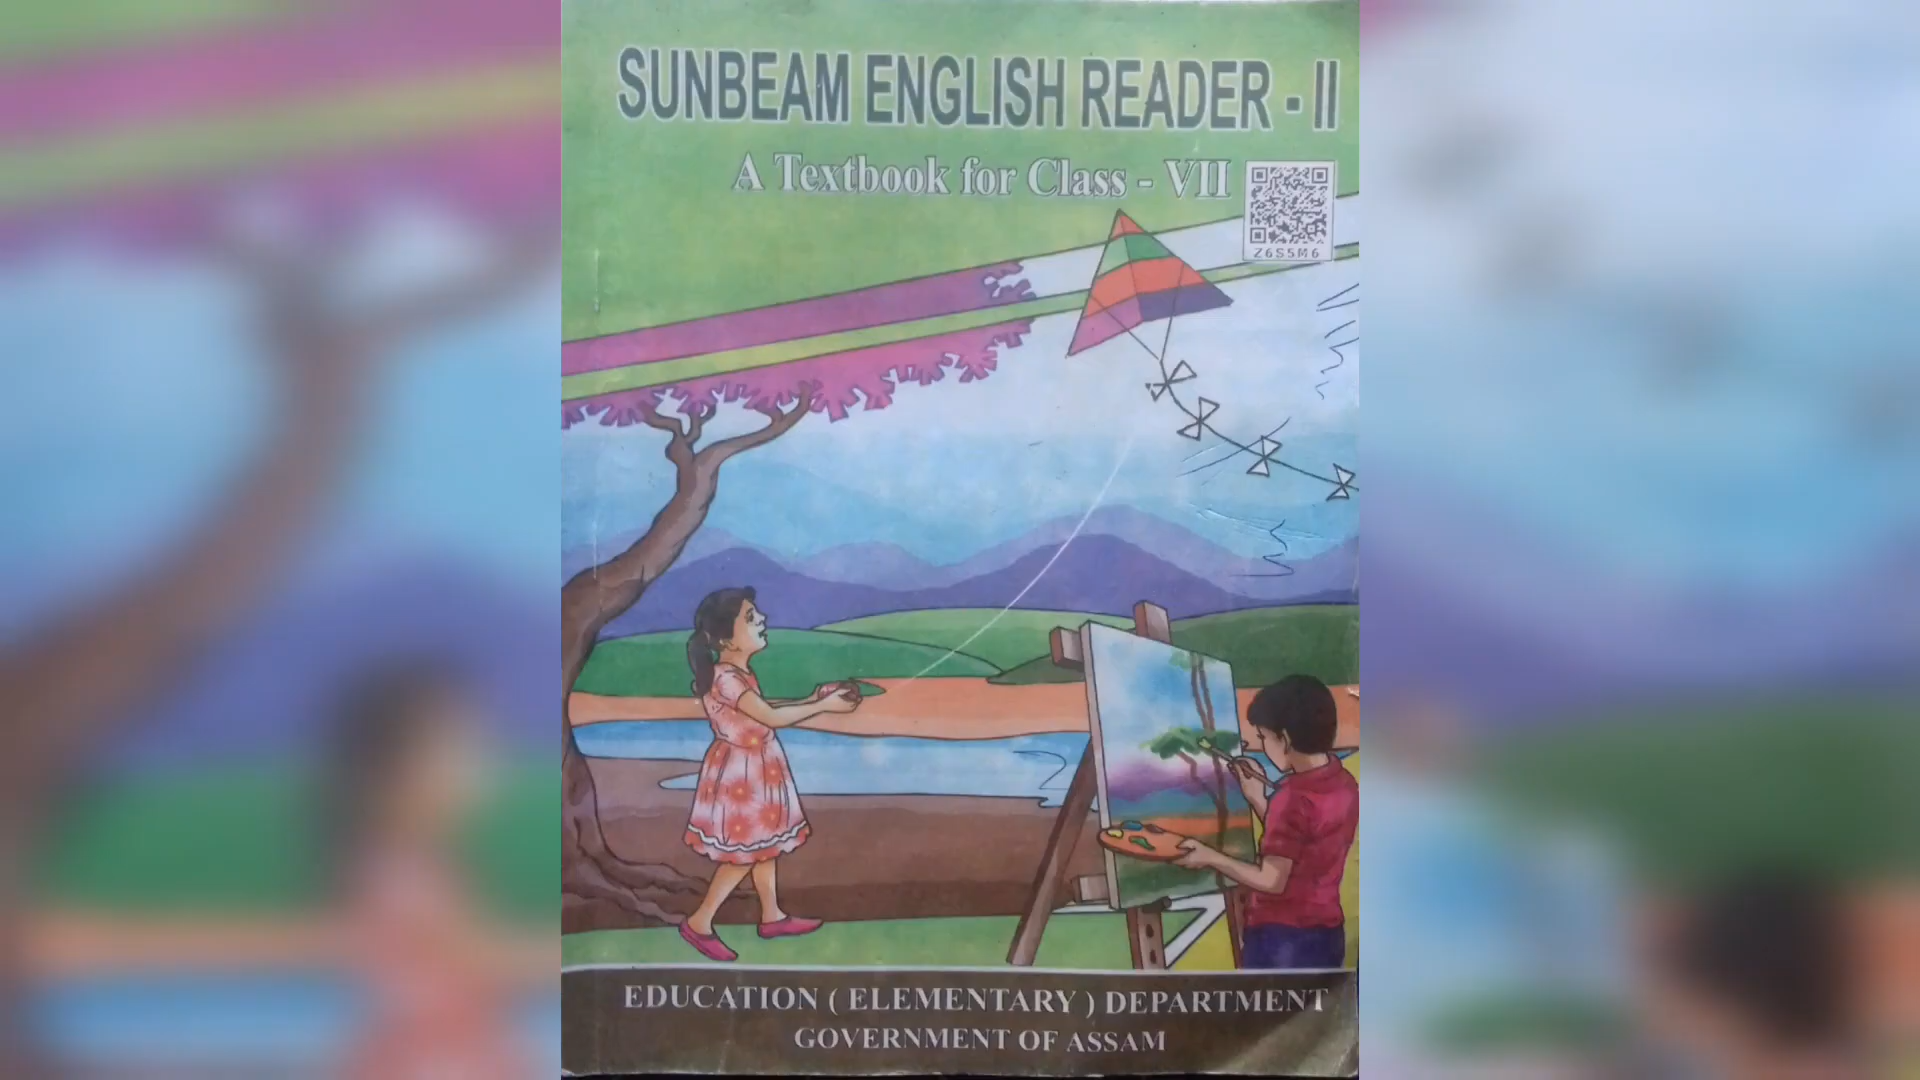 SUNBEAM ENGLISH READER - II
A Textbook for Class - VII
Z6S5M6
EDUCATION ( ELEMENTARY ) DEPARTMENT
GOVERNMENT OF ASSAM